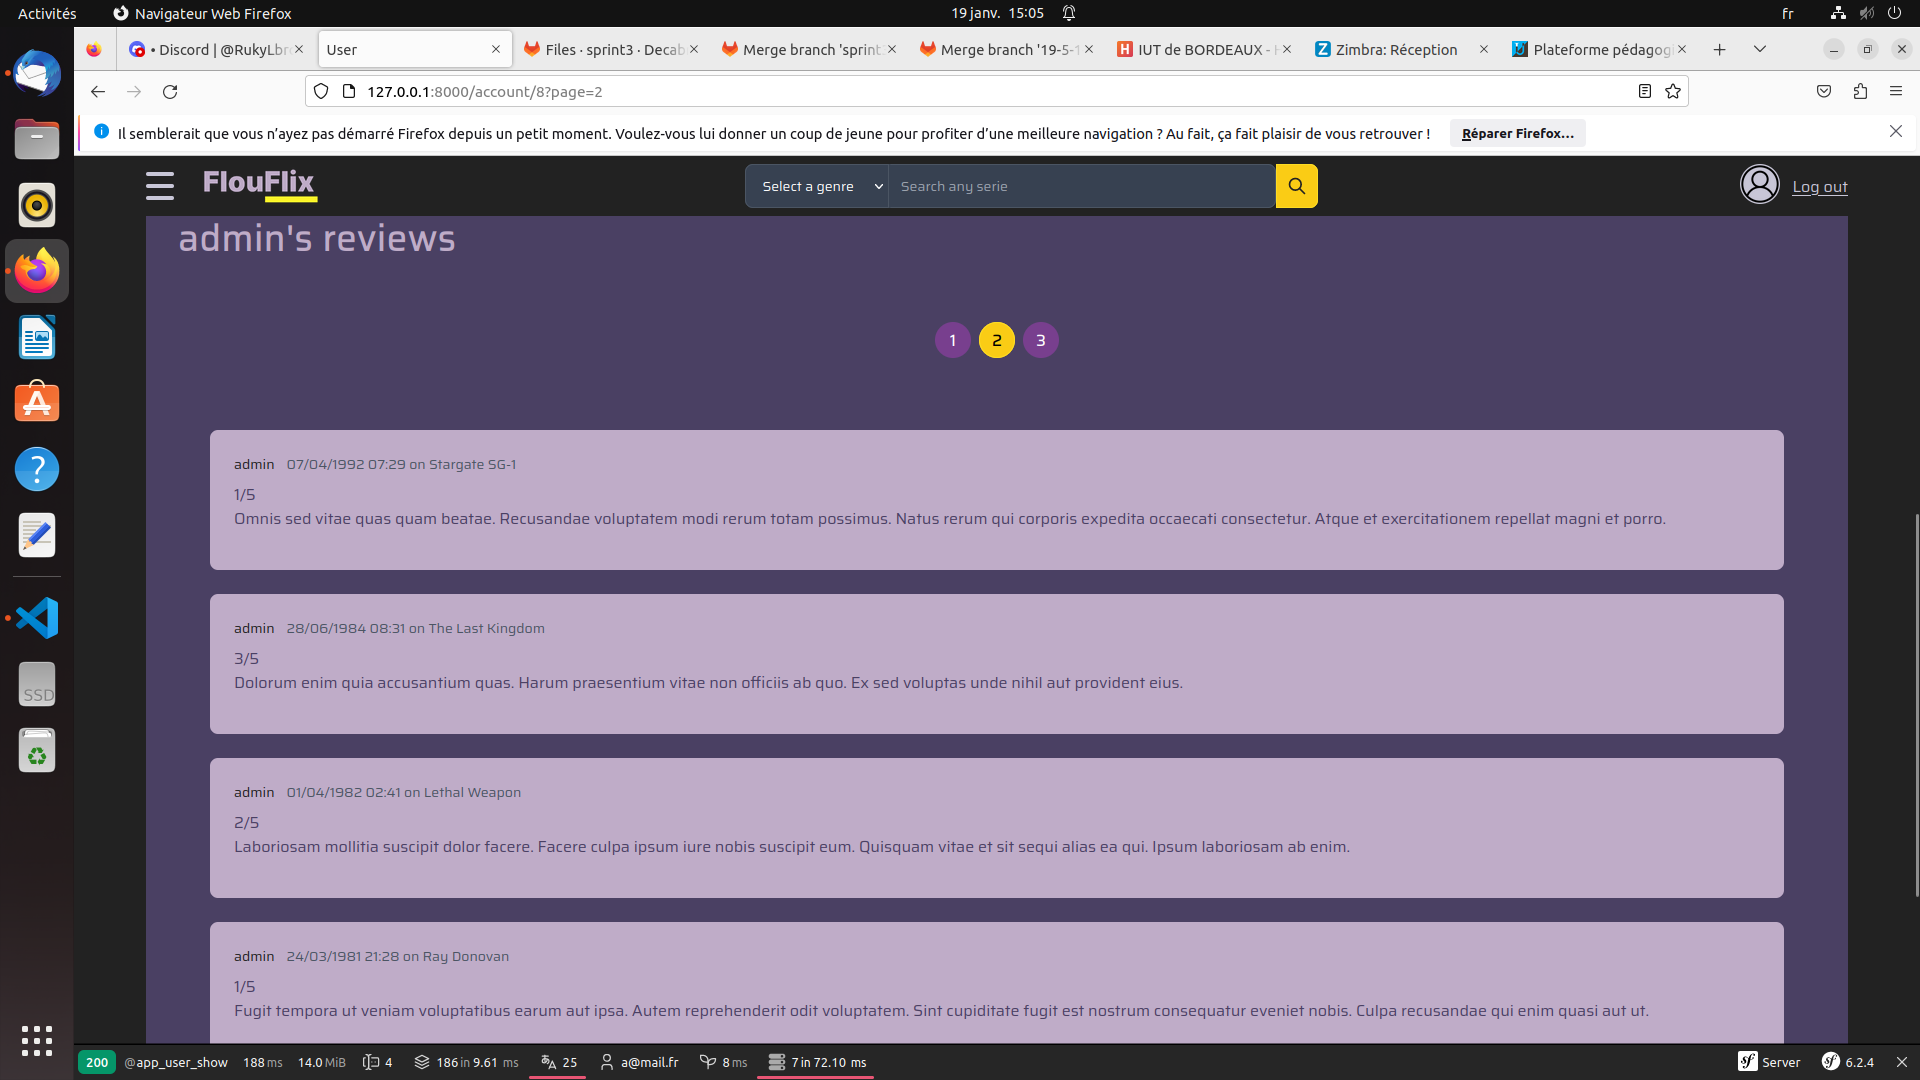 Activités
Navigateur Web Firefox
19 janv. 15:05
fr
• Discord | @RukyLbr
User
Files · sprint3 · Decab
Merge branch 'sprint
Merge branch '19-5-1
IUT de BORDEAUX -
Zimbra: Réception
Plateforme pédagog
127.0.0.1:8000/account/8?page=2
Il semblerait que vous n’ayez pas démarré Firefox depuis un petit moment. Voulez-vous lui donner un coup de jeune pour profiter d’une meilleure navigation ? Au fait, ça fait plaisir de vous retrouver !
Réparer Firefox…
FlouFlix
Select a genre
Search any serie
Log out
admin's reviews
1 2 3
admin 07/04/1992 07:29 on Stargate SG-1
1/5
Omnis sed vitae quas quam beatae. Recusandae voluptatem modi rerum totam possimus. Natus rerum qui corporis expedita occaecati consectetur. Atque et exercitationem repellat magni et porro.
admin 28/06/1984 08:31 on The Last Kingdom
3/5
Dolorum enim quia accusantium quas. Harum praesentium vitae non officiis ab quo. Ex sed voluptas unde nihil aut provident eius.
admin 01/04/1982 02:41 on Lethal Weapon
2/5
Laboriosam mollitia suscipit dolor facere. Facere culpa ipsum iure nobis suscipit eum. Quisquam vitae et sit sequi alias ea qui. Ipsum laboriosam ab enim.
admin 24/03/1981 21:28 on Ray Donovan
1/5
Fugit tempora ut veniam voluptatibus earum aut ipsa. Autem reprehenderit odit voluptatem. Sint cupiditate fugit est nostrum consequatur eveniet nobis. Culpa recusandae qui enim quasi aut ut.
SSD
200 @app_user_show 188 ms 14.0 MiB 4 186 in 9.61 ms 25 a@mail.fr 8 ms 7 in 72.10 ms Server 6.2.4